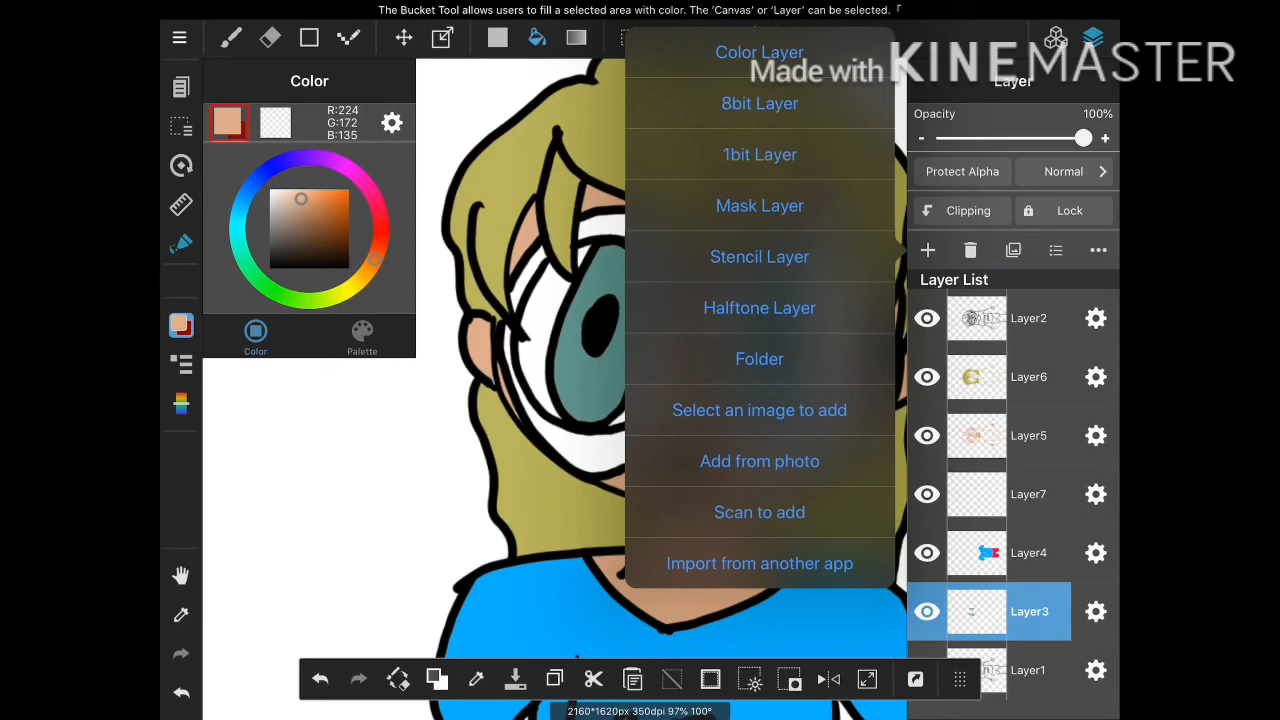 The Bucket Tool allows users to fill a selected area with color. The 'Canvas' or 'Layer' can be selected. 「
Color
R:224
G:172
B:135
Color
Palette
Color Layer
8bit Layer
1bit Layer
Mask Layer
Stencil Layer
Halftone Layer
Folder
Select an image to add
Add from photo
Scan to add
Import from another app
Made with KINEMASTER
Layer
Opacity
100%
- +
Protect Alpha
Normal
Clipping
Lock
Layer List
Layer2
Layer6
Layer5
Layer7
Layer4
Layer3
Layer1
2160*1620px 350dpi 97% 100°